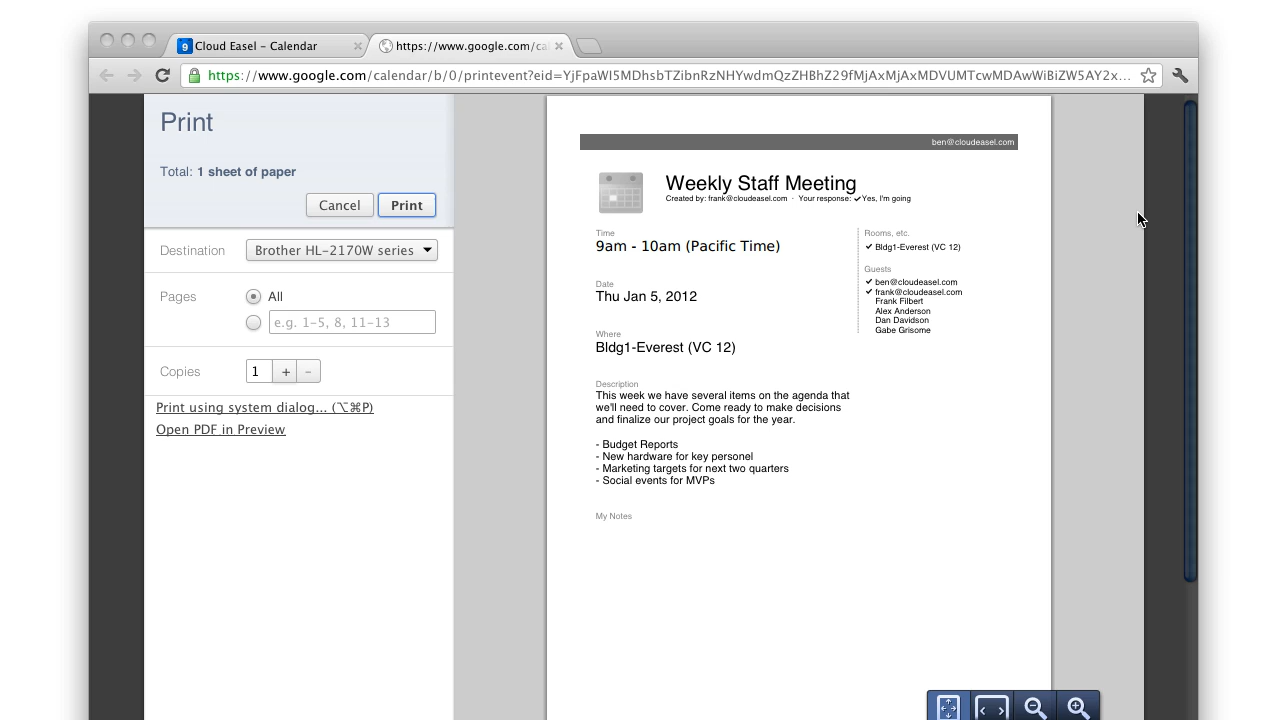 Cloud Easel – Calendar
https://www.google.com/ca
https://www.google.com/calendar/b/0/printevent?eid=YjFpaWI5MDhsbTZibnRzNHYwdmQzZHBhZ29fMjAxMjAxMDVUMTcwMDAwWiBiZW5AY2x...
Print
Total: 1 sheet of paper
Cancel
Print
Destination
Brother HL-2170W series
Pages
All
e.g. 1-5, 8, 11-13
Copies
1
+
-
Print using system dialog... (⌥⌘P)
Open PDF in Preview
ben@cloudeasel.com
Weekly Staff Meeting
Created by: frank@cloudeasel.com · Your response: ✔Yes, I'm going
Time
9am - 10am (Pacific Time)
Date
Thu Jan 5, 2012
Where
Bldg1-Everest (VC 12)
Description
This week we have several items on the agenda that
we'll need to cover. Come ready to make decisions
and finalize our project goals for the year.
- Budget Reports
- New hardware for key personel
- Marketing targets for next two quarters
- Social events for MVPs
My Notes
Rooms, etc.
✔ Bldg1-Everest (VC 12)
Guests
✔ ben@cloudeasel.com
✔ frank@cloudeasel.com
Frank Filbert
Alex Anderson
Dan Davidson
Gabe Grisome